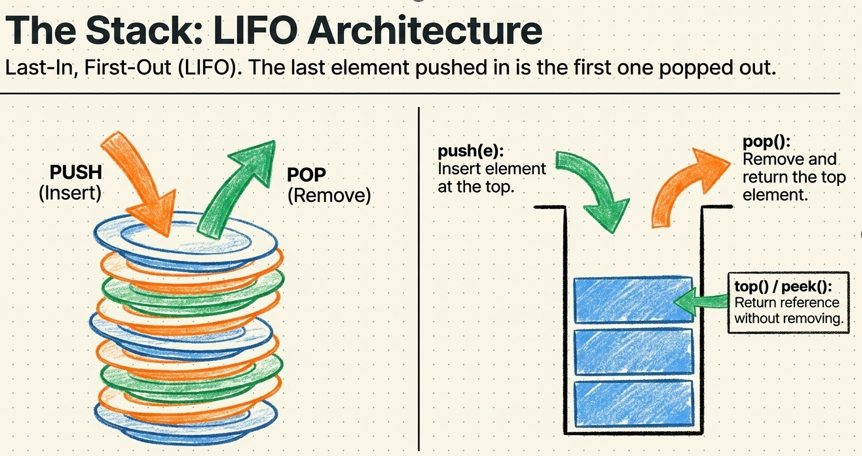 The Stack: LIFO Architecture
Last-In, First-Out (LIFO). The last element pushed in is the first one popped out.
PUSH
(Insert)
POP
(Remove)
push(e):
Insert element
at the top.
pop():
Remove and
return the top
element.
top() / peek():
Return reference
without removing.